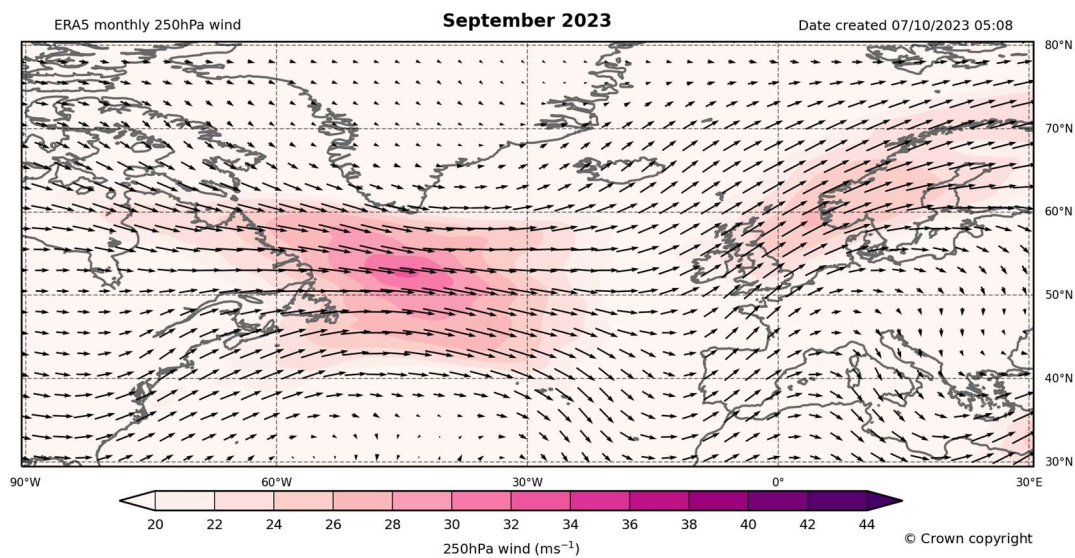 ERA5 monthly 250hPa wind
September 2023
Date created 07/10/2023 05:08
80°N
70°N
60°N
50°N
40°N
30°N
90°W 60°W 30°W 0° 30°E
20 22 24 26 28 30 32 34 36 38 40 42 44
250hPa wind (ms⁻¹)
© Crown copyright